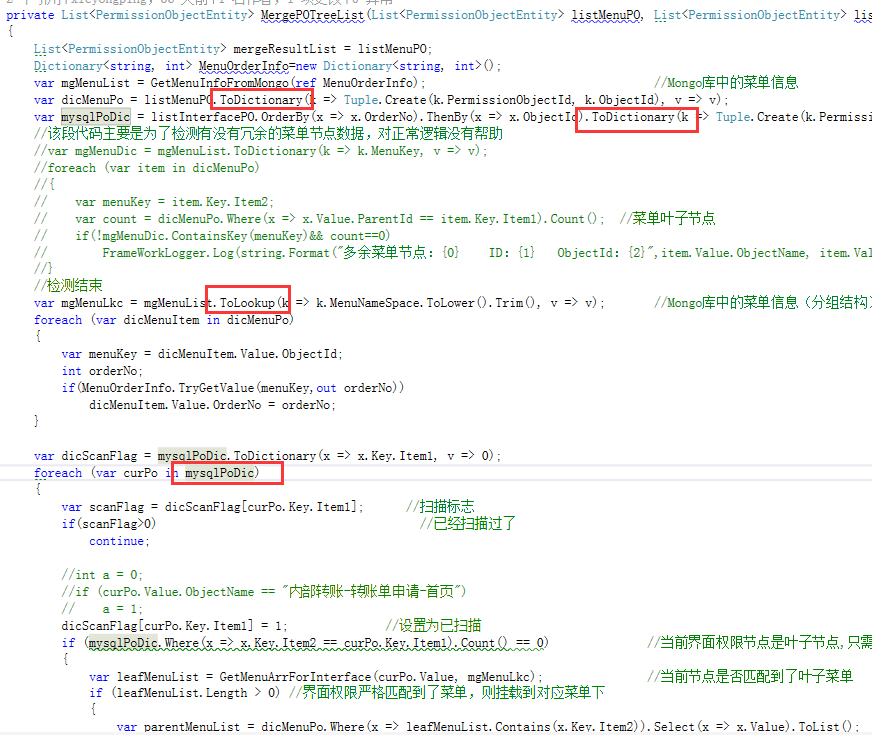 private List<PermissionObjectEntity> MergePOTreeList(List<PermissionObjectEntity> listMenuPO, List<PermissionObjectEntity>
{
List<PermissionObjectEntity> mergeResultList = listMenuPO;
Dictionary<string, int> MenuOrderInfo=new Dictionary<string, int>();
var mgMenuList = GetMenuInfoFromMongo(ref MenuOrderInfo); //Mongo库中的菜单信息
var dicMenuPo = listMenuPO.ToDictionary(k => Tuple.Create(k.PermissionObjectId, k.ObjectId), v => v);
var mysqlPoDic = listInterfacePO.OrderBy(x => x.OrderNo).ThenBy(x => x.ObjectId).ToDictionary(k => Tuple.Create(k.Permis
//该段代码主要是为了检测有没有冗余的菜单节点数据，对正常逻辑没有帮助
//var mgMenuDic = mgMenuList.ToDictionary(k => k.MenuKey, v => v);
//foreach (var item in dicMenuPo)
//{
// var menuKey = item.Key.Item2;
// var count = dicMenuPo.Where(x => x.Value.ParentId == item.Key.Item1).Count(); //菜单叶子节点
// if(!mgMenuDic.ContainsKey(menuKey)&& count==0)
// FrameWorkLogger.Log(string.Format("多余菜单节点：{0} ID：{1} ObjectId：{2}",item.Value.ObjectName, item.Val
//}
//检测结束
var mgMenuLkc = mgMenuList.ToLookup(k => k.MenuNameSpace.ToLower().Trim(), v => v); //Mongo库中的菜单信息（分组结构）
foreach (var dicMenuItem in dicMenuPo)
{
var menuKey = dicMenuItem.Value.ObjectId;
int orderNo;
if(MenuOrderInfo.TryGetValue(menuKey,out orderNo))
dicMenuItem.Value.OrderNo = orderNo;
}
var dicScanFlag = mysqlPoDic.ToDictionary(x => x.Key.Item1, v => 0);
foreach (var curPo in mysqlPoDic)
{
var scanFlag = dicScanFlag[curPo.Key.Item1]; //扫描标志
if(scanFlag>0) //已经扫描过了
continue;
//int a = 0;
//if (curPo.Value.ObjectName == "内部转账-转账单申请-首页")
// a = 1;
dicScanFlag[curPo.Key.Item1] = 1; //设置为已扫描
if (mysqlPoDic.Where(x => x.Key.Item2 == curPo.Key.Item1).Count() == 0) //当前界面权限节点是叶子节点,只需
{
var leafMenuList = GetMenuArrForInterface(curPo.Value, mgMenuLkc); //当前节点是否匹配到了叶子菜单
if (leafMenuList.Length > 0) //界面权限严格匹配到了菜单，则挂载到对应菜单下
{
var parentMenuList = dicMenuPo.Where(x => leafMenuList.Contains(x.Key.Item2)).Select(x => x.Value).ToList();